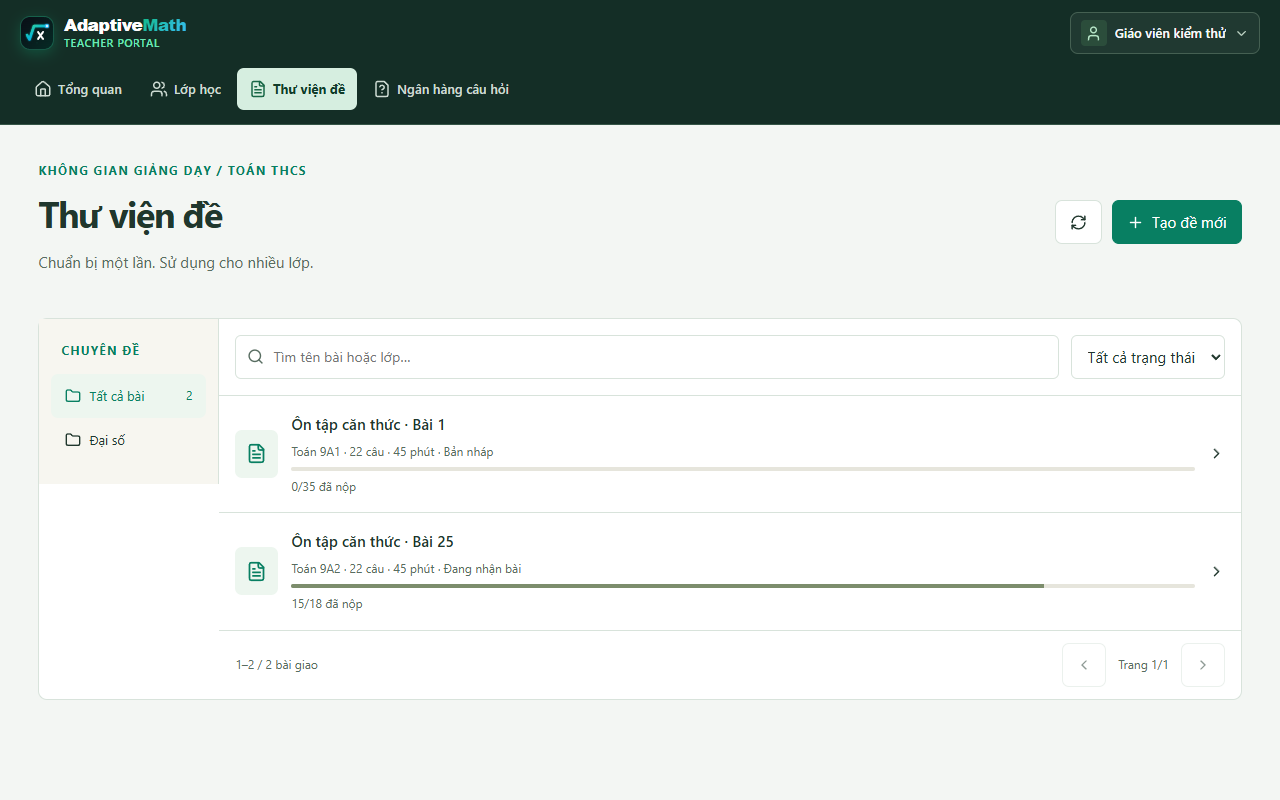 AdaptiveMath
TEACHER PORTAL
Giáo viên kiểm thử
Tổng quan
Lớp học
Thư viện đề
Ngân hàng câu hỏi
KHÔNG GIAN GIẢNG DẠY / TOÁN THCS
Thư viện đề
Chuẩn bị một lần. Sử dụng cho nhiều lớp.
Tạo đề mới
CHUYÊN ĐỀ
Tất cả bài 2
Đại số
Tìm tên bài hoặc lớp...
Tất cả trạng thái
Ôn tập căn thức · Bài 1
Toán 9A1 · 22 câu · 45 phút · Bản nháp
0/35 đã nộp
Ôn tập căn thức · Bài 25
Toán 9A2 · 22 câu · 45 phút · Đang nhận bài
15/18 đã nộp
1–2 / 2 bài giao
Trang 1/1